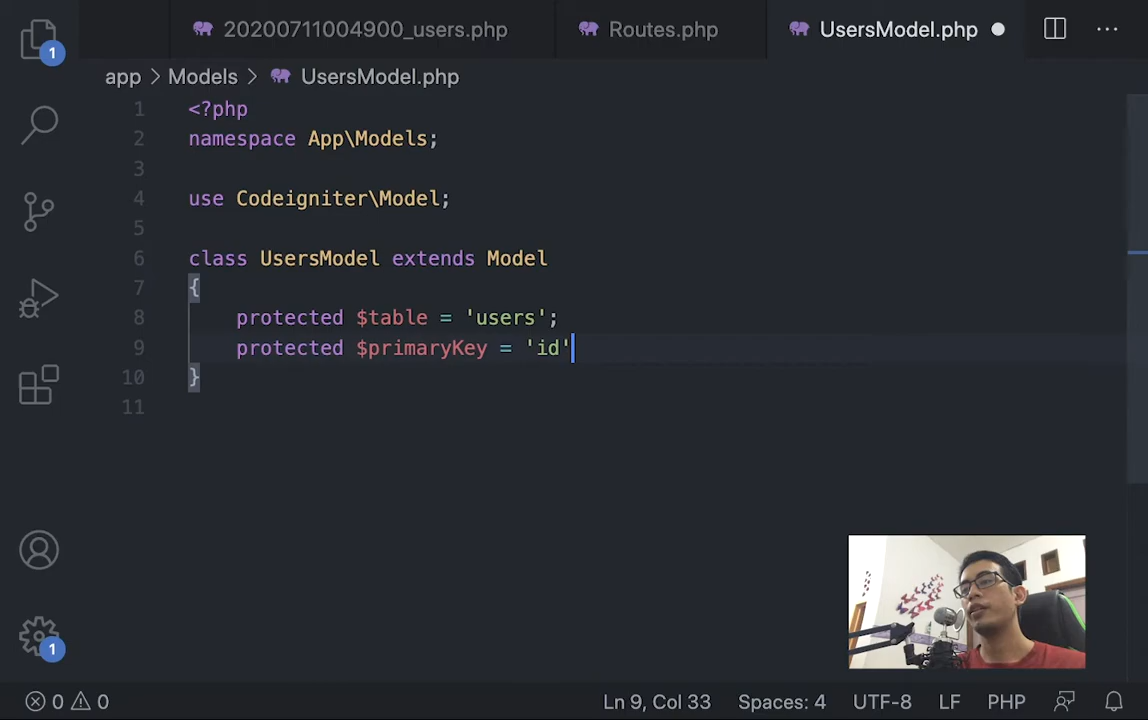 1
20200711004900_users.php
Routes.php
UsersModel.php
app > Models > UsersModel.php
1 <?php
2 namespace App\Models;
3
4 use Codeigniter\Model;
5
6 class UsersModel extends Model
7 {
8 protected $table = 'users';
9 protected $primaryKey = 'id'
10 }
11
1
0 0
Ln 9, Col 33
Spaces: 4
UTF-8
LF
PHP